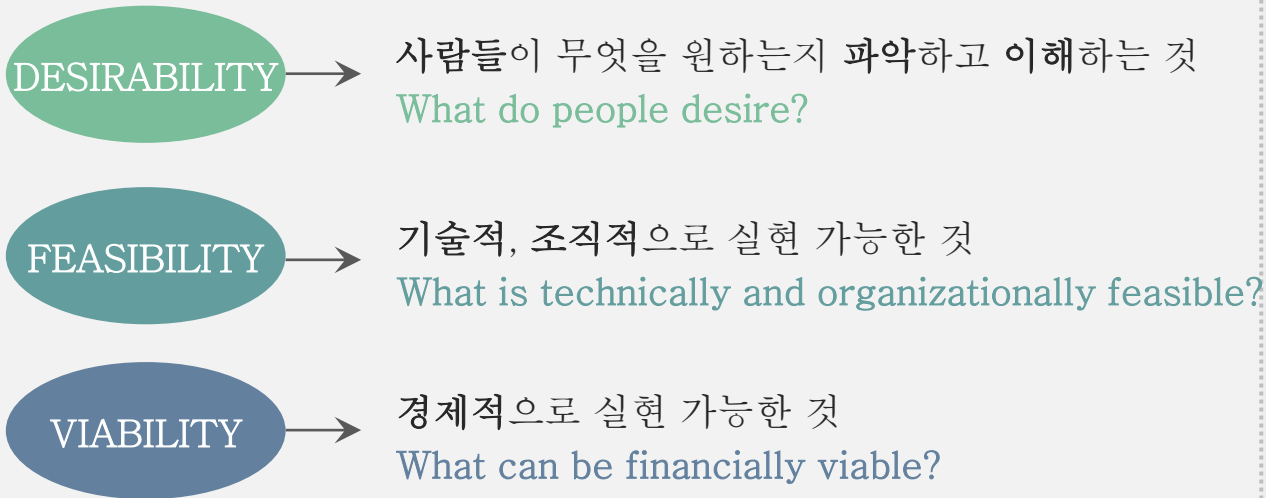 DESIRABILITY
사람들이 무엇을 원하는지 파악하고 이해하는 것
What do people desire?
FEASIBILITY
기술적, 조직적으로 실현 가능한 것
What is technically and organizationally feasible?
VIABILITY
경제적으로 실현 가능한 것
What can be financially viable?